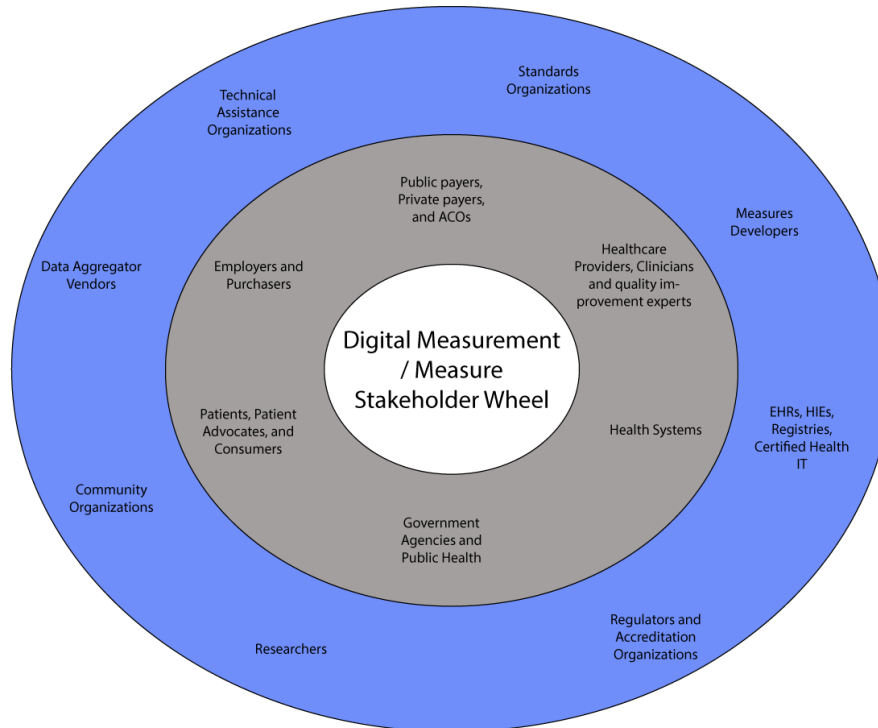 Standards
Organizations
Technical
Assistance
Organizations
Public payers,
Private payers,
and ACOs
Measures
Developers
Healthcare
Providers, Clinicians
and quality im-
provement experts
Data Aggregator
Vendors
Employers and
Purchasers
Digital Measurement
/ Measure
Stakeholder Wheel
Patients, Patient
Advocates, and
Consumers
Health Systems
EHRs, HIEs,
Registries,
Certified Health
IT
Community
Organizations
Government
Agencies and
Public Health
Researchers
Regulators and
Accreditation
Organizations